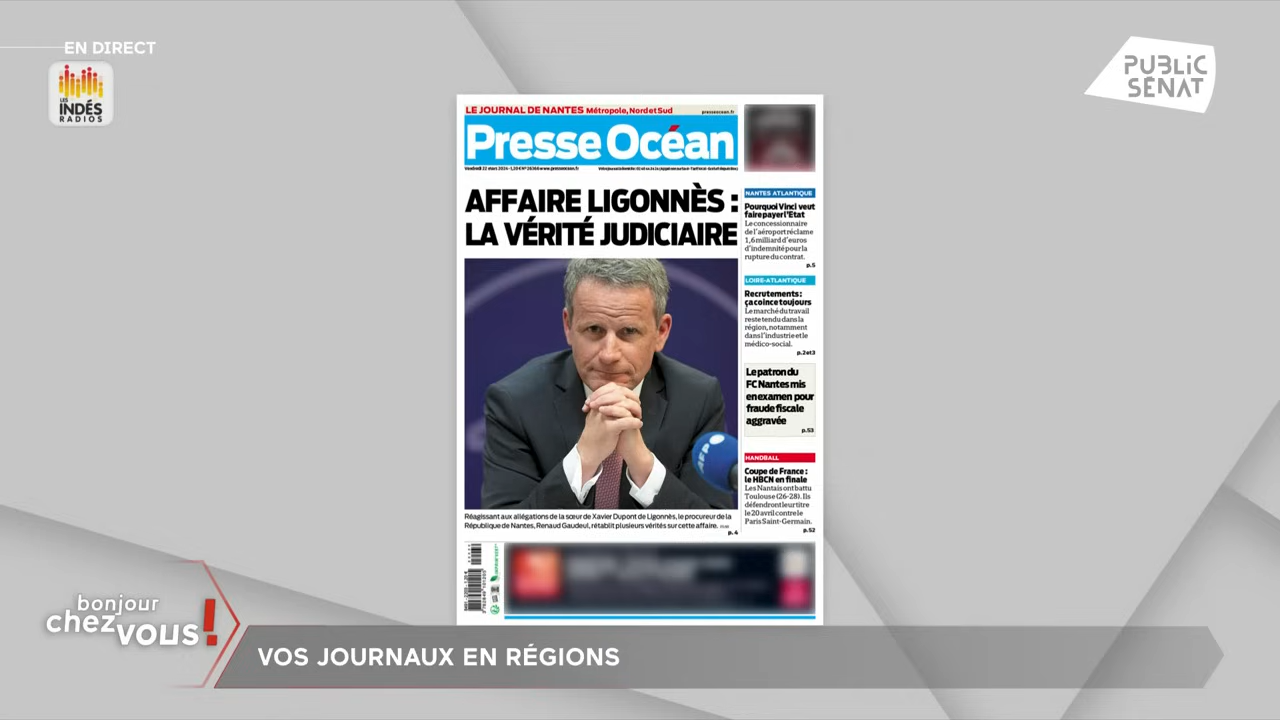 EN DIRECT
LES
INDÉS
RADIOS
PUBLIC
SÉNAT
LE JOURNAL DE NANTES Métropole, Nord et Sud
presseocean.fr
Presse Océan
AFFAIRE LIGONNÈS :
LA VÉRITÉ JUDICIAIRE
Réagissant aux allégations de la sœur de Xavier Dupont de Ligonnès, le procureur de la
République de Nantes, Renaud Gaudeul, rétablit plusieurs vérités sur cette affaire.
p.4
NANTES ATLANTIQUE
Pourquoi Vinci veut
faire payer l'Etat
Le concessionnaire
de l'aéroport réclame
1,6 milliard d'euros
d'indemnité pour la
rupture du contrat.
p.5
LOIRE-ATLANTIQUE
Recrutements :
ça coince toujours
Le marché du travail
reste tendu dans la
région, notamment
dans l'industrie et le
médico-social.
p.2 et 3
Le patron du
FC Nantes mis
en examen pour
fraude fiscale
aggravée
p.53
HANDBALL
Coupe de France :
le HBCN en finale
Les Nantais ont battu
Toulouse (26-28). Ils
défendront leur titre
le 20 avril contre le
Paris Saint-Germain.
p.52
AFP
bonjour
chez vous !
VOS JOURNAUX EN RÉGIONS